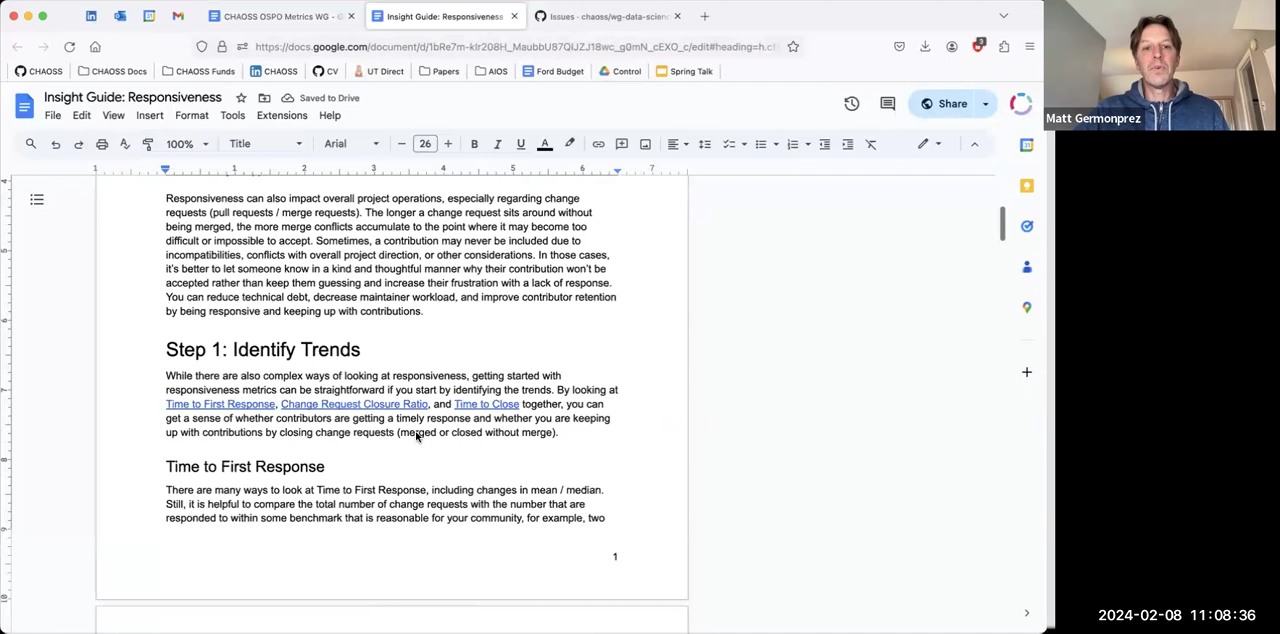 CHAOSS OSPO Metrics WG - G
Insight Guide: Responsiveness
Issues · chaoss/wg-data-scien
https://docs.google.com/document/d/1bRe7m-kIr208H_MaubbU87QIJZJ18wc_g0mN_cEXO_c/edit#heading=h.cl
3
CHAOSS
CHAOSS Docs
CHAOSS Funds
CHAOSS
CV
UT Direct
Papers
AIOS
Ford Budget
Control
Spring Talk
Matt Germonprez
Insight Guide: Responsiveness
Saved to Drive
File Edit View Insert Format Tools Extensions Help
Share
100% Title Arial 26
1 1 2 3 4 5 6 7
Responsiveness can also impact overall project operations, especially regarding change
requests (pull requests / merge requests). The longer a change request sits around without
being merged, the more merge conflicts accumulate to the point where it may become too
difficult or impossible to accept. Sometimes, a contribution may never be included due to
incompatibilities, conflicts with overall project direction, or other considerations. In those cases,
it's better to let someone know in a kind and thoughtful manner why their contribution won't be
accepted rather than keep them guessing and increase their frustration with a lack of response.
You can reduce technical debt, decrease maintainer workload, and improve contributor retention
by being responsive and keeping up with contributions.
Step 1: Identify Trends
While there are also complex ways of looking at responsiveness, getting started with
responsiveness metrics can be straightforward if you start by identifying the trends. By looking at
Time to First Response, Change Request Closure Ratio, and Time to Close together, you can
get a sense of whether contributors are getting a timely response and whether you are keeping
up with contributions by closing change requests (merged or closed without merge).
Time to First Response
There are many ways to look at Time to First Response, including changes in mean / median.
Still, it is helpful to compare the total number of change requests with the number that are
responded to within some benchmark that is reasonable for your community, for example, two
1
2024-02-08 11:08:36